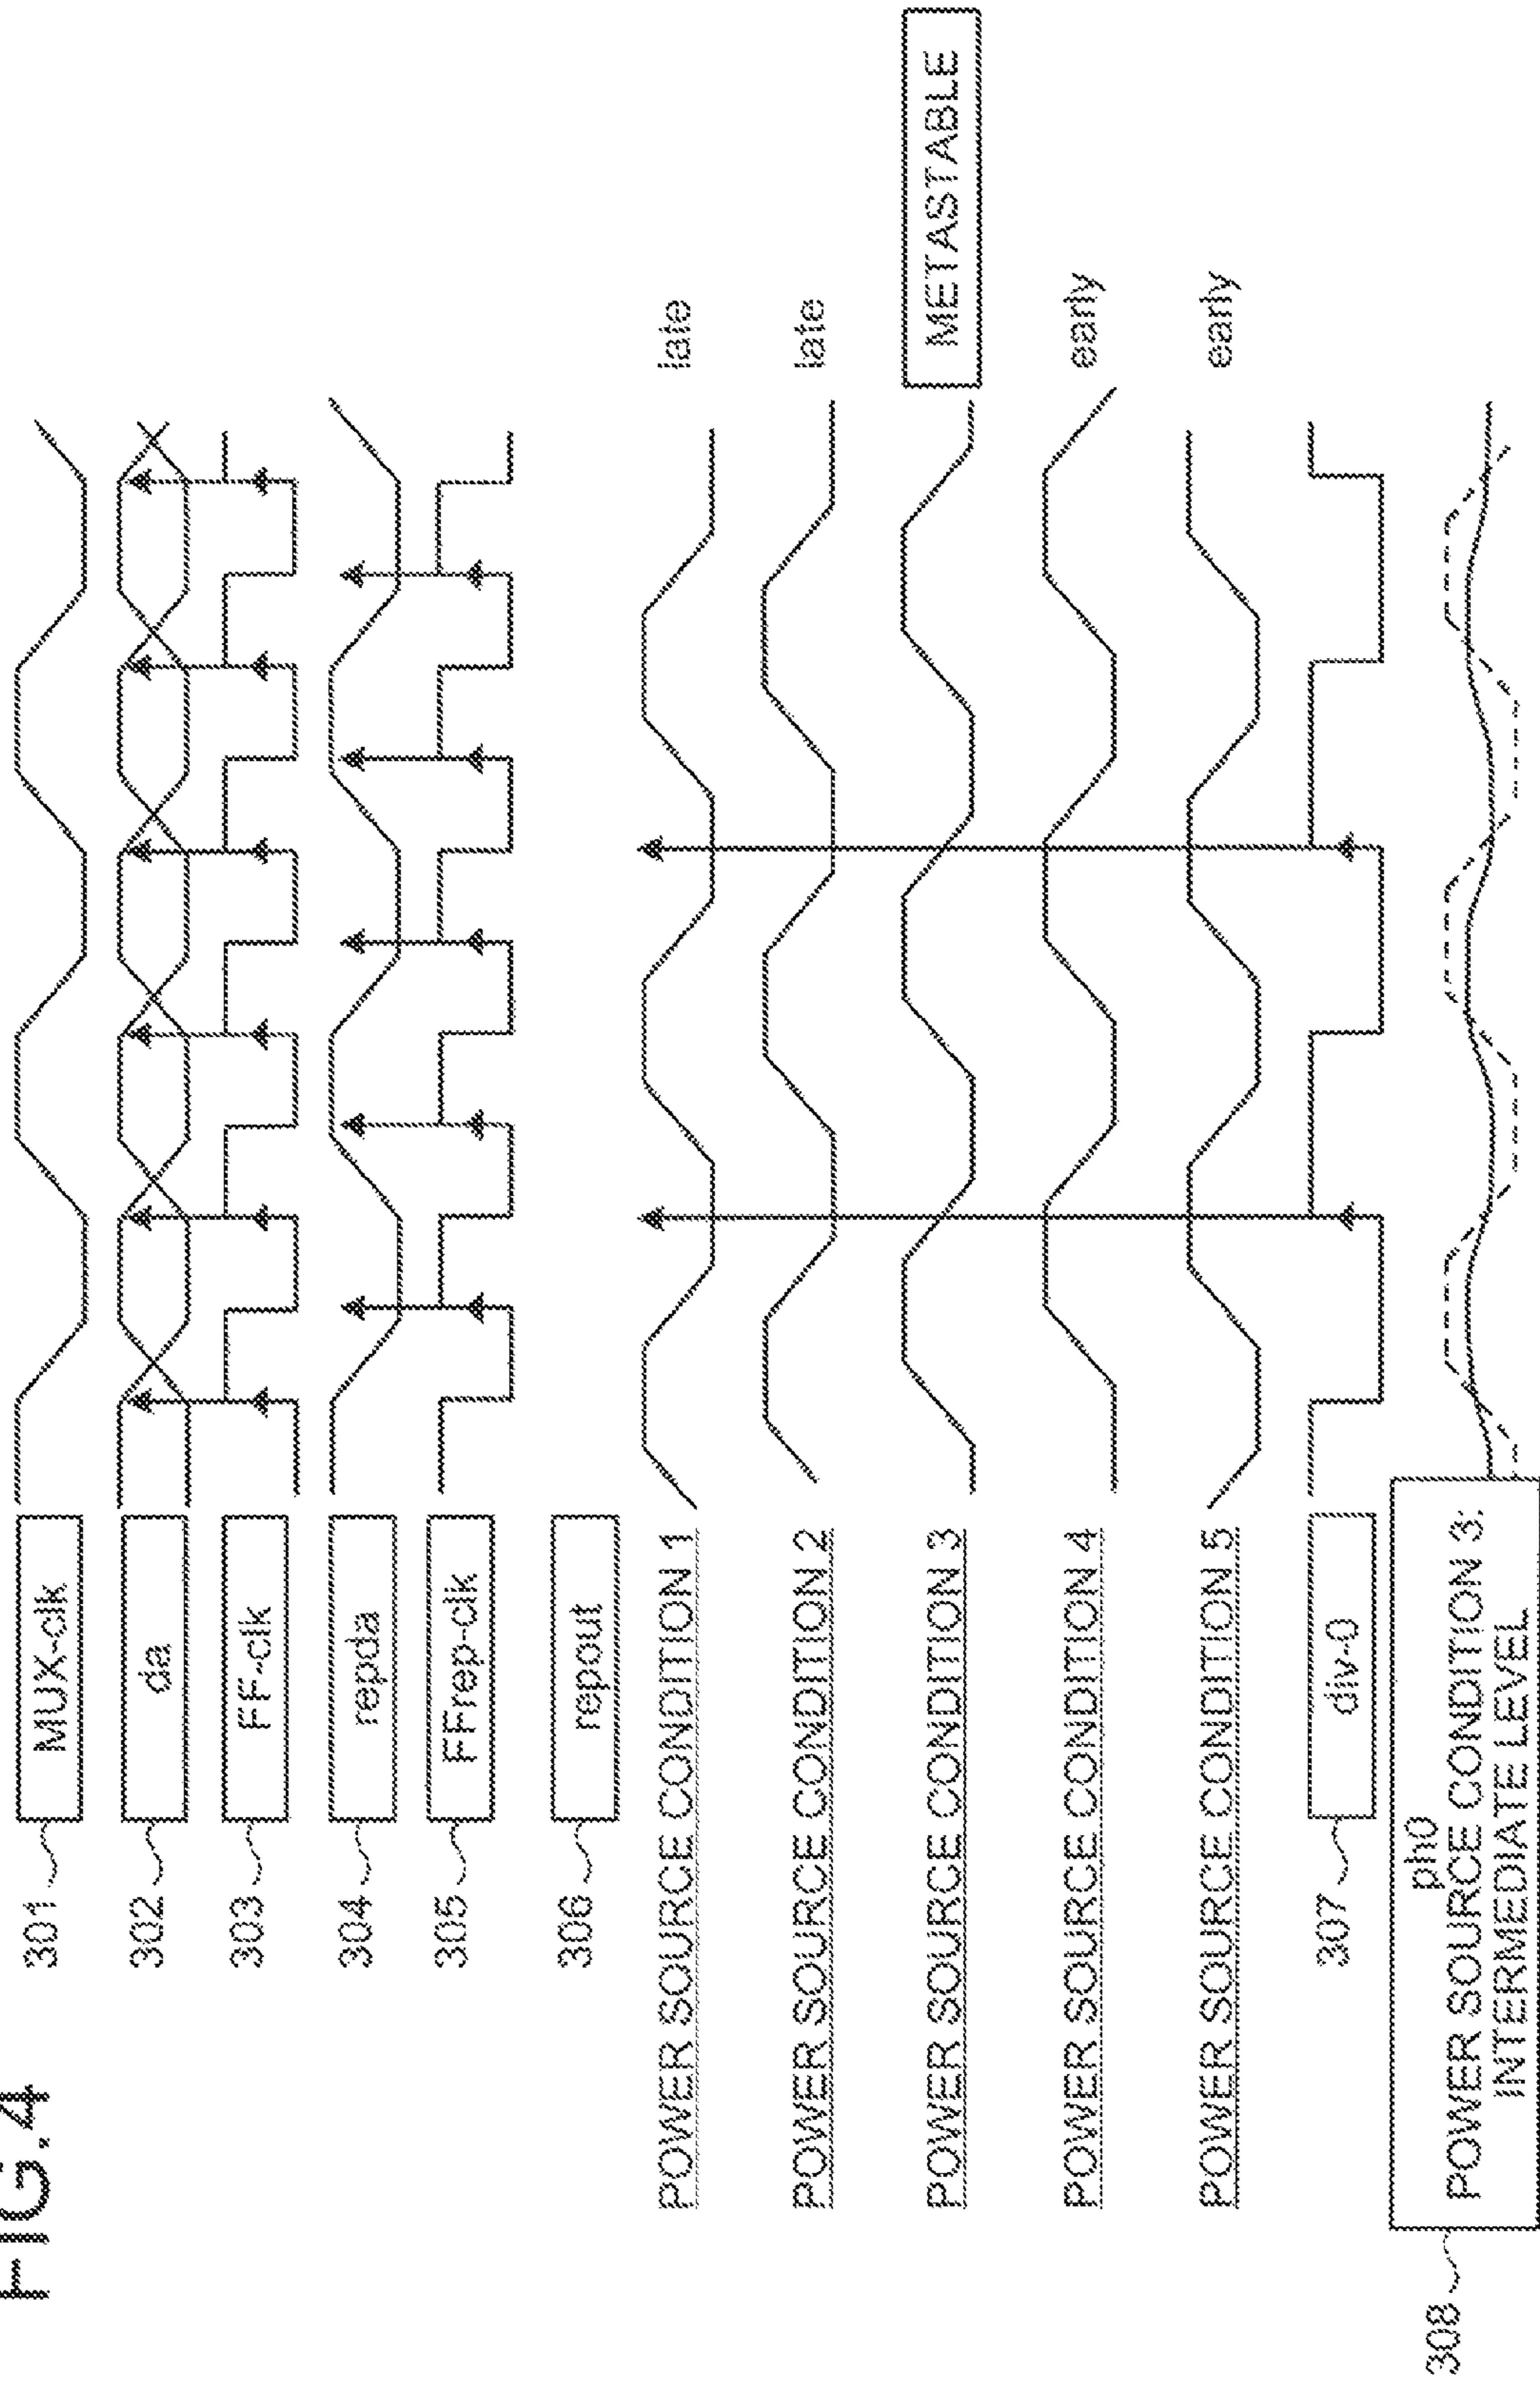 FIG.4
301
MUX-clk
302
da
303
FF-clk
304
repda
305
FFrep-clk
306
repout
POWER SOURCE CONDITION 1
late
POWER SOURCE CONDITION 2
late
POWER SOURCE CONDITION 3
METASTABLE
POWER SOURCE CONDITION 4
early
POWER SOURCE CONDITION 5
early
307
div-0
308
ph0
POWER SOURCE CONDITION 3:
INTERMEDIATE LEVEL